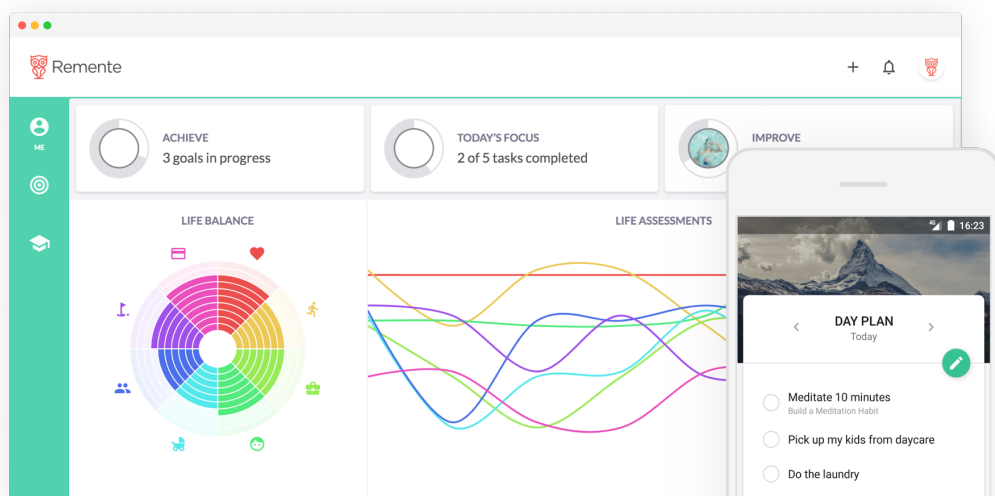 Remente
ME
ACHIEVE
3 goals in progress
TODAY'S FOCUS
2 of 5 tasks completed
IMPROVE
LIFE BALANCE
LIFE ASSESSMENTS
4G 16:23
DAY PLAN
Today
Meditate 10 minutes
Build a Meditation Habit
Pick up my kids from daycare
Do the laundry